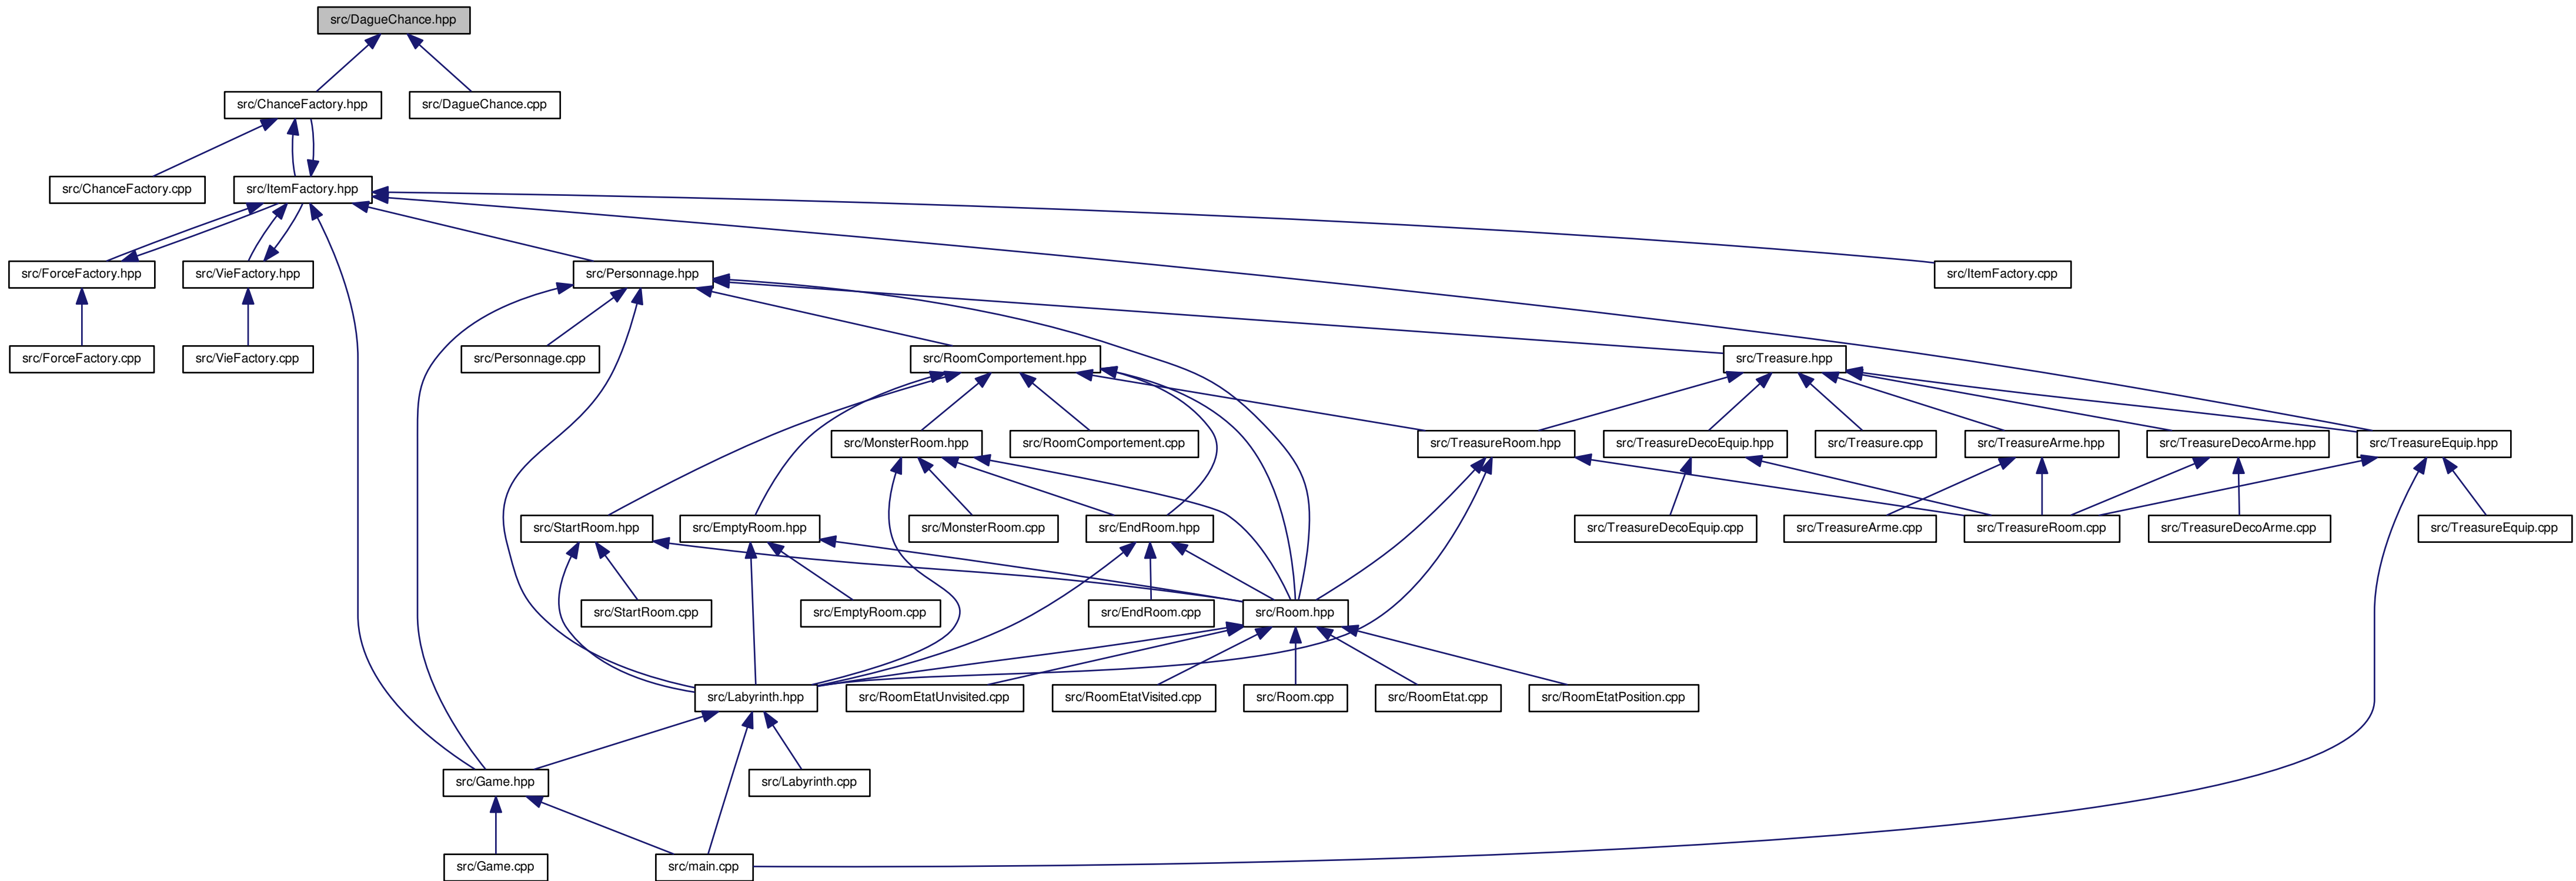 src/DagueChance.hpp
src/ChanceFactory.hpp
src/DagueChance.cpp
src/ChanceFactory.cpp
src/ItemFactory.hpp
src/ForceFactory.hpp
src/VieFactory.hpp
src/Personnage.hpp
src/ItemFactory.cpp
src/ForceFactory.cpp
src/VieFactory.cpp
src/Personnage.cpp
src/RoomComportement.hpp
src/Treasure.hpp
src/MonsterRoom.hpp
src/RoomComportement.cpp
src/TreasureRoom.hpp
src/TreasureDecoEquip.hpp
src/Treasure.cpp
src/TreasureArme.hpp
src/TreasureDecoArme.hpp
src/TreasureEquip.hpp
src/StartRoom.hpp
src/EmptyRoom.hpp
src/MonsterRoom.cpp
src/EndRoom.hpp
src/TreasureDecoEquip.cpp
src/TreasureArme.cpp
src/TreasureRoom.cpp
src/TreasureDecoArme.cpp
src/TreasureEquip.cpp
src/StartRoom.cpp
src/EmptyRoom.cpp
src/EndRoom.cpp
src/Room.hpp
src/Labyrinth.hpp
src/RoomEtatUnvisited.cpp
src/RoomEtatVisited.cpp
src/Room.cpp
src/RoomEtat.cpp
src/RoomEtatPosition.cpp
src/Game.hpp
src/Labyrinth.cpp
src/Game.cpp
src/main.cpp